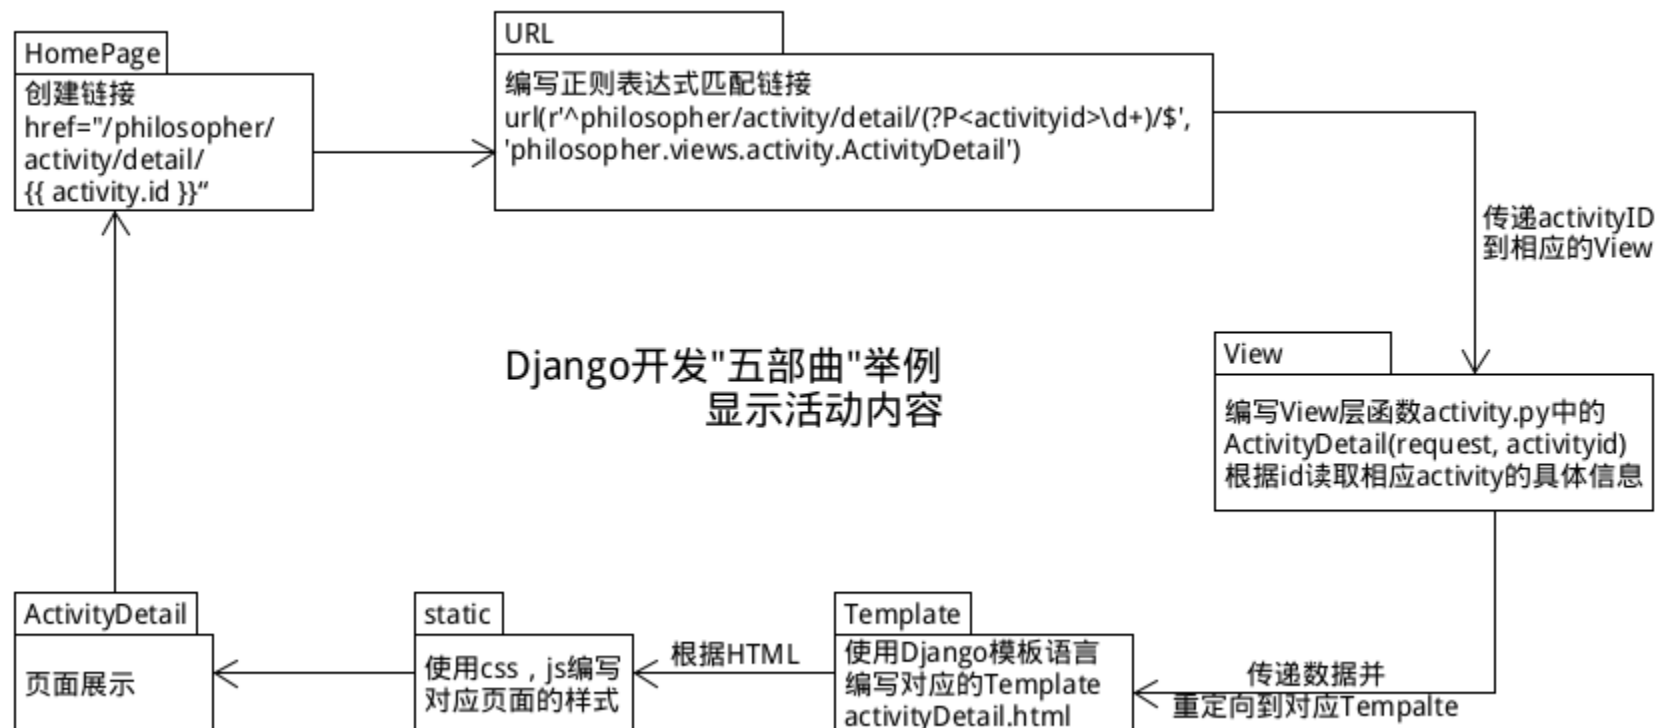 HomePage
创建链接
href="/philosopher/
activity/detail/
{{ activity.id }}“
URL
编写正则表达式匹配链接
url(r'^philosopher/activity/detail/(?P<activityid>\d+)/$',
'philosopher.views.activity.ActivityDetail')
传递activityID
到相应的View
Django开发"五部曲"举例
显示活动内容
View
编写View层函数activity.py中的
ActivityDetail(request, activityid)
根据id读取相应activity的具体信息
ActivityDetail
页面展示
static
使用css，js编写
对应页面的样式
根据HTML
Template
使用Django模板语言
编写对应的Template
activityDetail.html
传递数据并
重定向到对应Tempalte